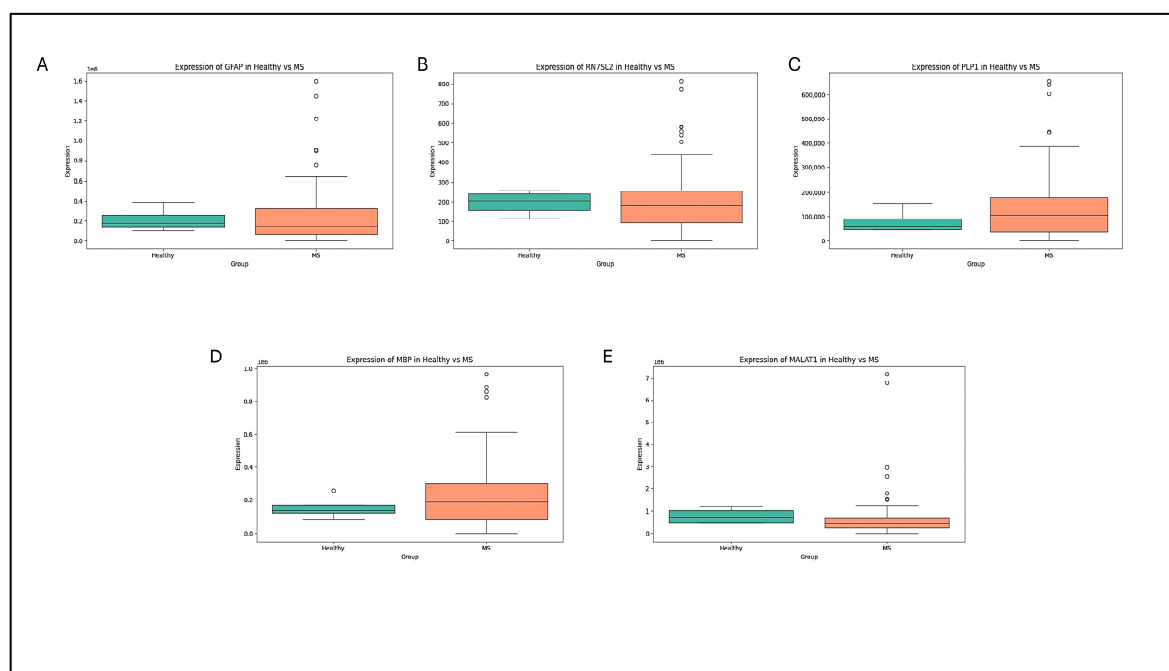 A
Expression of GFAP in Healthy vs MS
1e6
1.6
1.4
1.2
1.0
0.8
0.6
0.4
0.2
0.0
Expression
Healthy
MS
Group
B
Expression of RN7SL2 in Healthy vs MS
800
700
600
500
400
300
200
100
0
Expression
Healthy
MS
Group
C
Expression of PLP1 in Healthy vs MS
600,000
500,000
400,000
300,000
200,000
100,000
0
Expression
Healthy
MS
Group
D
Expression of MBP in Healthy vs MS
1e6
1.0
0.8
0.6
0.4
0.2
0.0
Expression
Healthy
MS
Group
E
Expression of MALAT1 in Healthy vs MS
1e6
7
6
5
4
3
2
1
0
Expression
Healthy
MS
Group